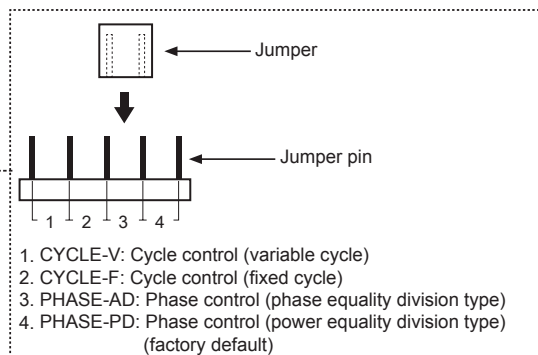 Jumper
Jumper pin
1 2 3 4
1. CYCLE-V: Cycle control (variable cycle)
2. CYCLE-F: Cycle control (fixed cycle)
3. PHASE-AD: Phase control (phase equality division type)
4. PHASE-PD: Phase control (power equality division type)
(factory default)